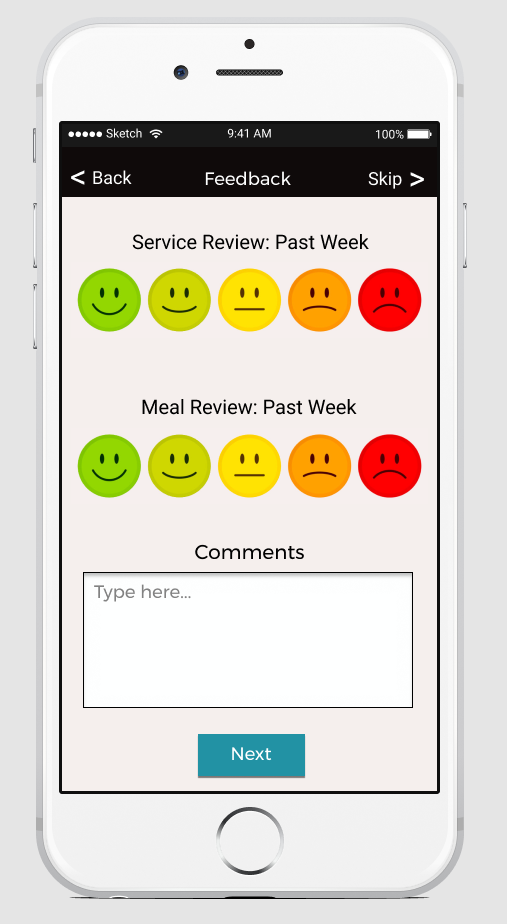 Sketch 9:41 AM 100%
< Back Feedback Skip >
Service Review: Past Week
Meal Review: Past Week
Comments
Type here...
Next